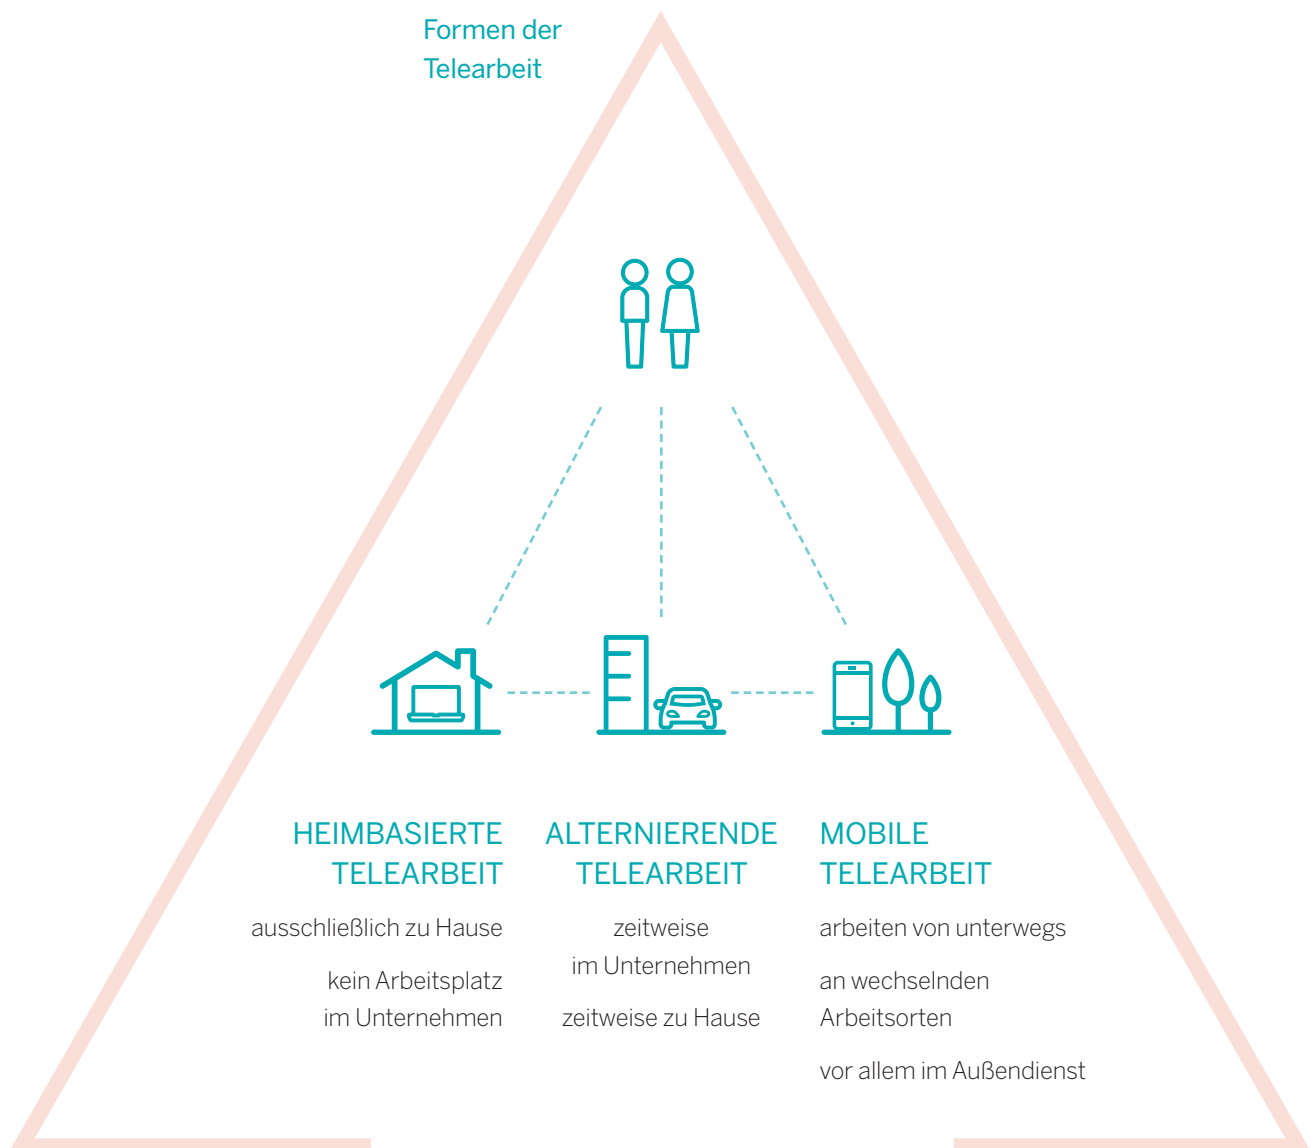 Formen der
Telearbeit
HEIMBASIERTE
TELEARBEIT
ausschließlich zu Hause
kein Arbeitsplatz
im Unternehmen
ALTERNIERENDE
TELEARBEIT
zeitweise
im Unternehmen
zeitweise zu Hause
MOBILE
TELEARBEIT
arbeiten von unterwegs
an wechselnden
Arbeitsorten
vor allem im Außendienst